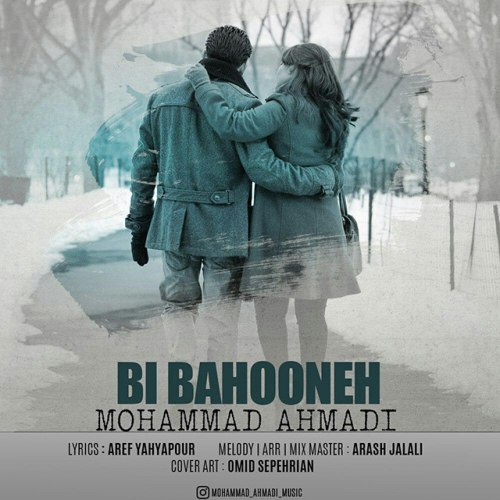 BI BAHOONEH
MOHAMMAD AHMADI
LYRICS : AREF YAHYAPOUR MELODY | ARR | MIX MASTER : ARASH JALALI
COVER ART : OMID SEPEHRIAN
MOHAMMAD_AHMADI_MUSIC